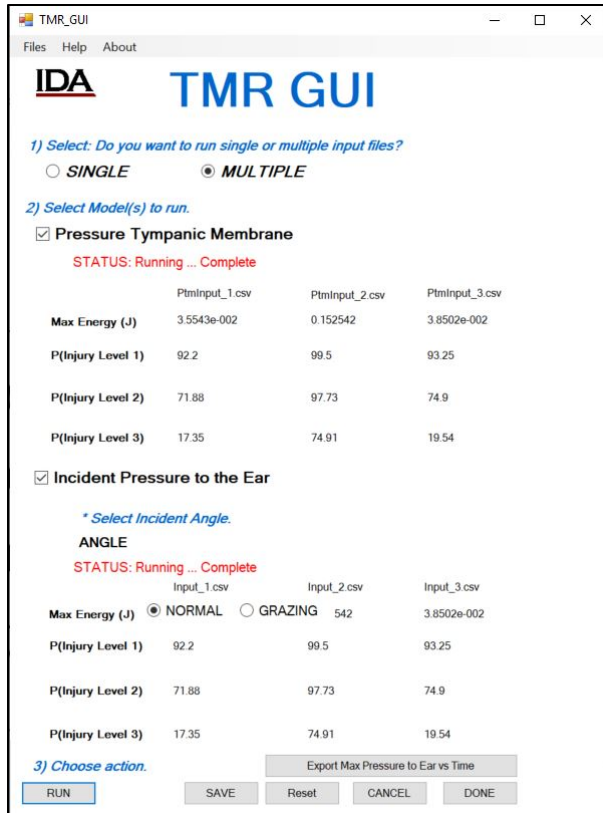 TMR_GUI
Files Help About
IDA
TMR GUI
1) Select: Do you want to run single or multiple input files?
SINGLE MULTIPLE
2) Select Model(s) to run.
Pressure Tympanic Membrane
STATUS: Running ... Complete
PtmInput_1.csv PtmInput_2.csv PtmInput_3.csv
Max Energy (J) 3.5543e-002 0.152542 3.8502e-002
P(Injury Level 1) 92.2 99.5 93.25
P(Injury Level 2) 71.88 97.73 74.9
P(Injury Level 3) 17.35 74.91 19.54
Incident Pressure to the Ear
* Select Incident Angle.
ANGLE
STATUS: Running ... Complete
Input_1.csv Input_2.csv Input_3.csv
Max Energy (J) NORMAL GRAZING 542 3.8502e-002
P(Injury Level 1) 92.2 99.5 93.25
P(Injury Level 2) 71.88 97.73 74.9
P(Injury Level 3) 17.35 74.91 19.54
3) Choose action. Export Max Pressure to Ear vs Time
RUN SAVE Reset CANCEL DONE